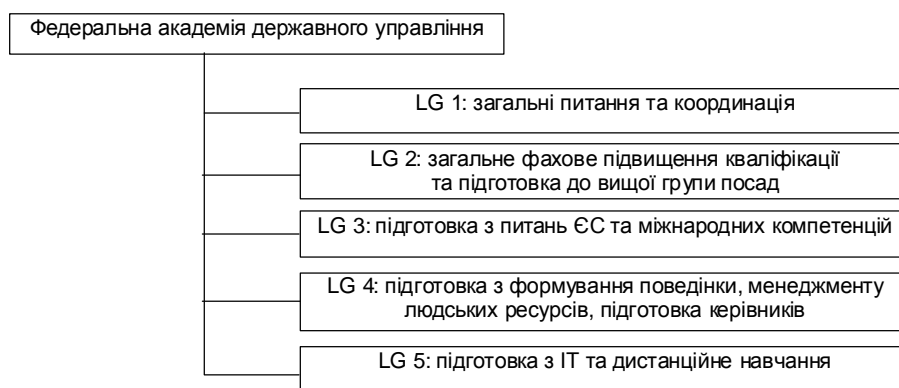 Федеральна академія державного управління
LG 1: загальні питання та координація
LG 2: загальне фахове підвищення кваліфікації
та підготовка до вищої групи посад
LG 3: підготовка з питань ЄС та міжнародних компетенцій
LG 4: підготовка з формування поведінки, менеджменту
людських ресурсів, підготовка керівників
LG 5: підготовка з ІТ та дистанційне навчання